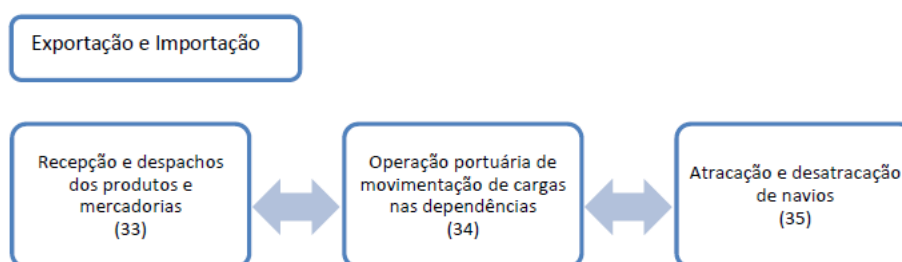 Exportação e Importação
Recepção e despachos
dos produtos e
mercadorias
(33)
Operação portuária de
movimentação de cargas
nas dependências
(34)
Atracação e desatracação
de navios
(35)